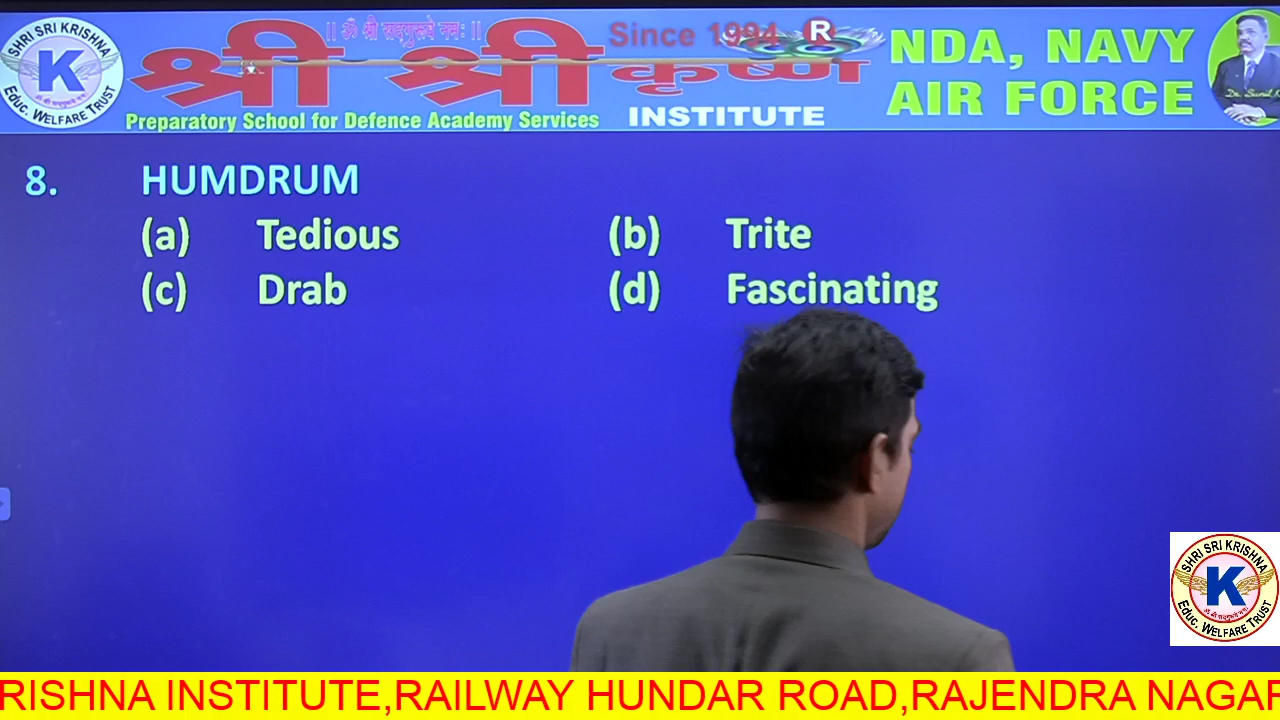 || ॐ श्री सद्गुरूवे नमः ||
SHRI SRI KRISHNA
K
Educ. WELFARE TRUST
श्री श्री कृष्ण
Since 1994
R
INSTITUTE
Preparatory School for Defence Academy Services
NDA, NAVY
AIR FORCE
8. HUMDRUM
(a) Tedious (b) Trite
(c) Drab (d) Fascinating
SHRI SRI KRISHNA
K
Educ. WELFARE TRUST
RISHNA INSTITUTE,RAILWAY HUNDAR ROAD,RAJENDRA NAGAR